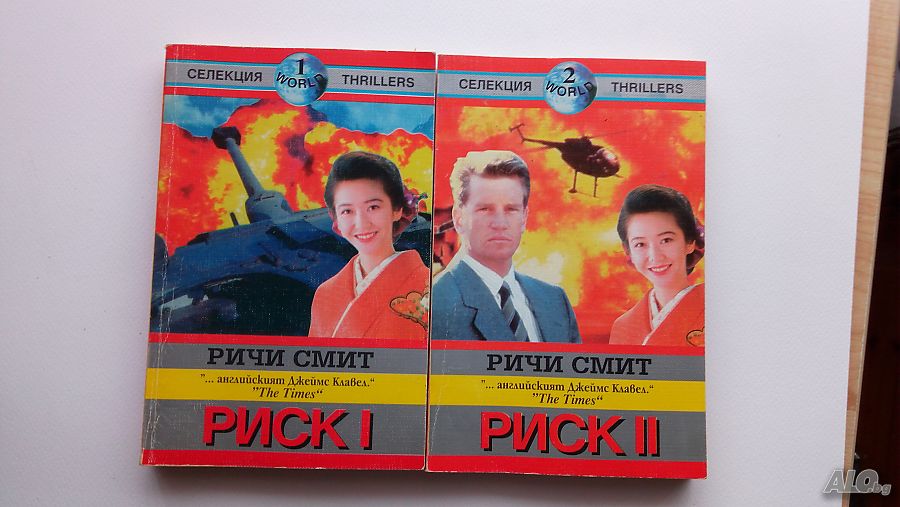 СЕЛЕКЦИЯ 1 WORLD THRILLERS
РИЧИ СМИТ
"... английският Джеймс Клавел."
"The Times"
РИСК I
СЕЛЕКЦИЯ 2 WORLD THRILLERS
РИЧИ СМИТ
"... английският Джеймс Клавел."
"The Times"
РИСК II
ALO.bg